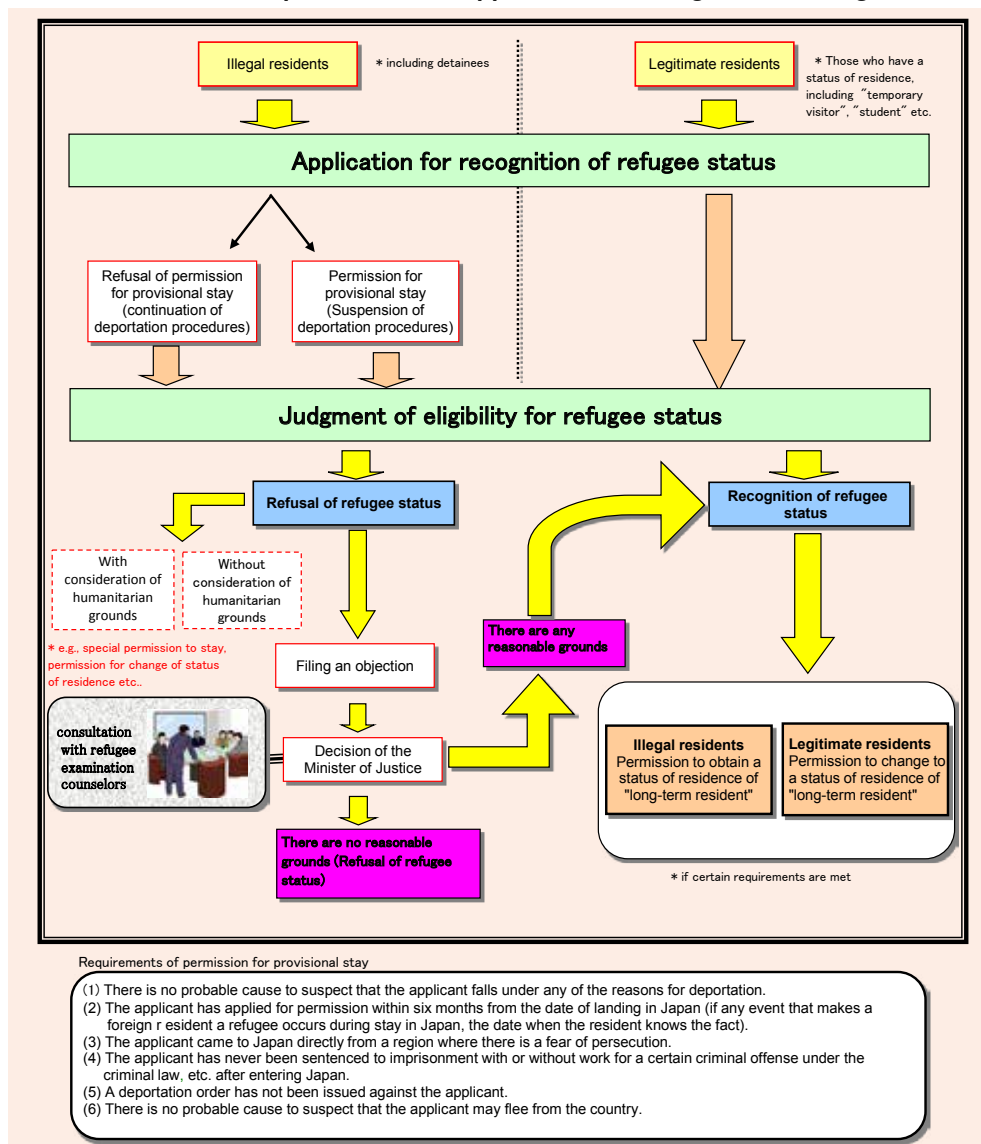 Illegal residents
* including detainees
Legitimate residents
* Those who have a
status of residence,
including "temporary
visitor", "student" etc.
Application for recognition of refugee status
Refusal of permission
for provisional stay
(continuation of
deportation procedures)
Permission for
provisional stay
(Suspension of
deportation procedures)
Judgment of eligibility for refugee status
Refusal of refugee status
Recognition of refugee
status
With
consideration of
humanitarian
grounds
Without
consideration of
humanitarian
grounds
* e.g., special permission to stay,
permission for change of status
of residence etc..
Filing an objection
There are any
reasonable grounds
consultation
with refugee
examination
counselors
Decision of the
Minister of Justice
There are no reasonable
grounds (Refusal of refugee
status)
Illegal residents
Permission to obtain a
status of residence of
"long-term resident"
Legitimate residents
Permission to change to
a status of residence of
"long-term resident"
* if certain requirements are met
Requirements of permission for provisional stay
(1) There is no probable cause to suspect that the applicant falls under any of the reasons for deportation.
(2) The applicant has applied for permission within six months from the date of landing in Japan (if any event that makes a
foreign r esident a refugee occurs during stay in Japan, the date when the resident knows the fact).
(3) The applicant came to Japan directly from a region where there is a fear of persecution.
(4) The applicant has never been sentenced to imprisonment with or without work for a certain criminal offense under the
criminal law, etc. after entering Japan.
(5) A deportation order has not been issued against the applicant.
(6) There is no probable cause to suspect that the applicant may flee from the country.